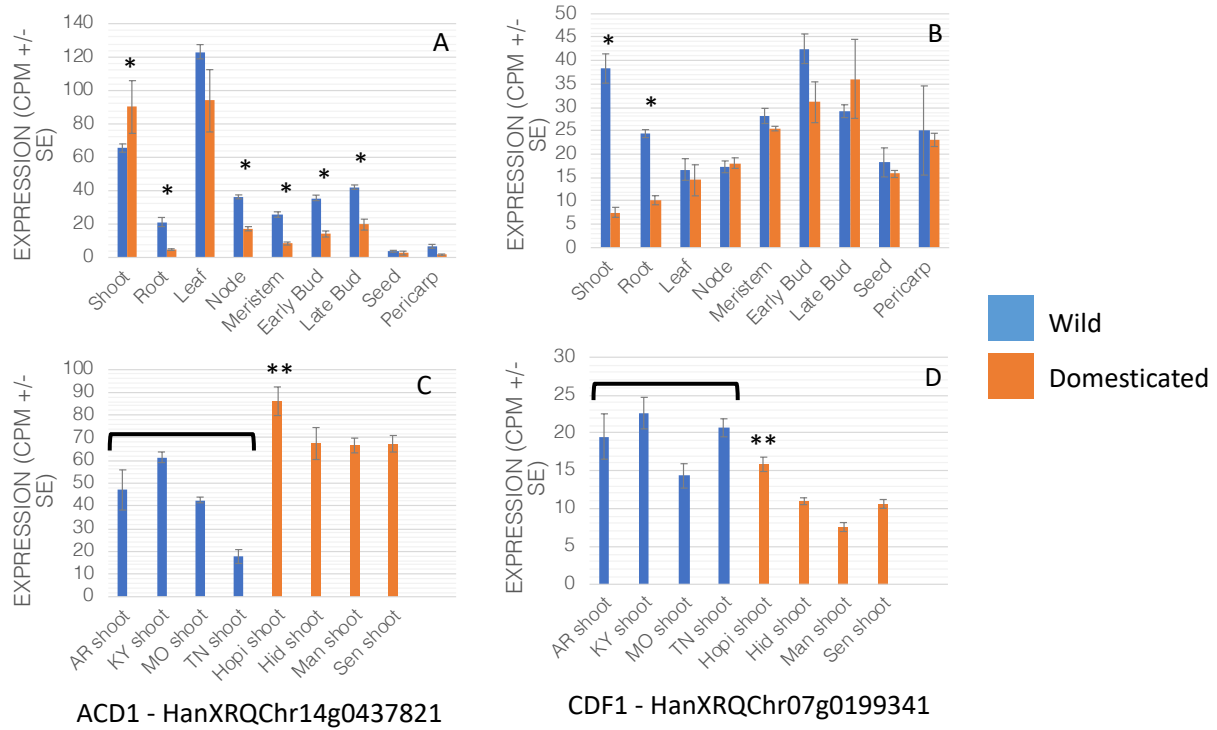 A
EXPRESSION (CPM +/-
SE)
140
120
100
80
60
40
20
0
*
*
*
*
*
*
Shoot
Root
Leaf
Node
Meristem
Early Bud
Late Bud
Seed
Pericarp
B
EXPRESSION (CPM +/-
SE)
50
45
40
35
30
25
20
15
10
5
0
*
*
Shoot
Root
Leaf
Node
Meristem
Early Bud
Late Bud
Seed
Pericarp
Wild
Domesticated
C
EXPRESSION (CPM +/-
SE)
100
90
80
70
60
50
40
30
20
10
0
**
AR shoot
KY shoot
MO shoot
TN shoot
Hopi shoot
Hid shoot
Man shoot
Sen shoot
ACD1 - HanXRQChr14g0437821
D
EXPRESSION (CPM +/-
SE)
30
25
20
15
10
5
0
**
AR shoot
KY shoot
MO shoot
TN shoot
Hopi shoot
Hid shoot
Man shoot
Sen shoot
CDF1 - HanXRQChr07g0199341